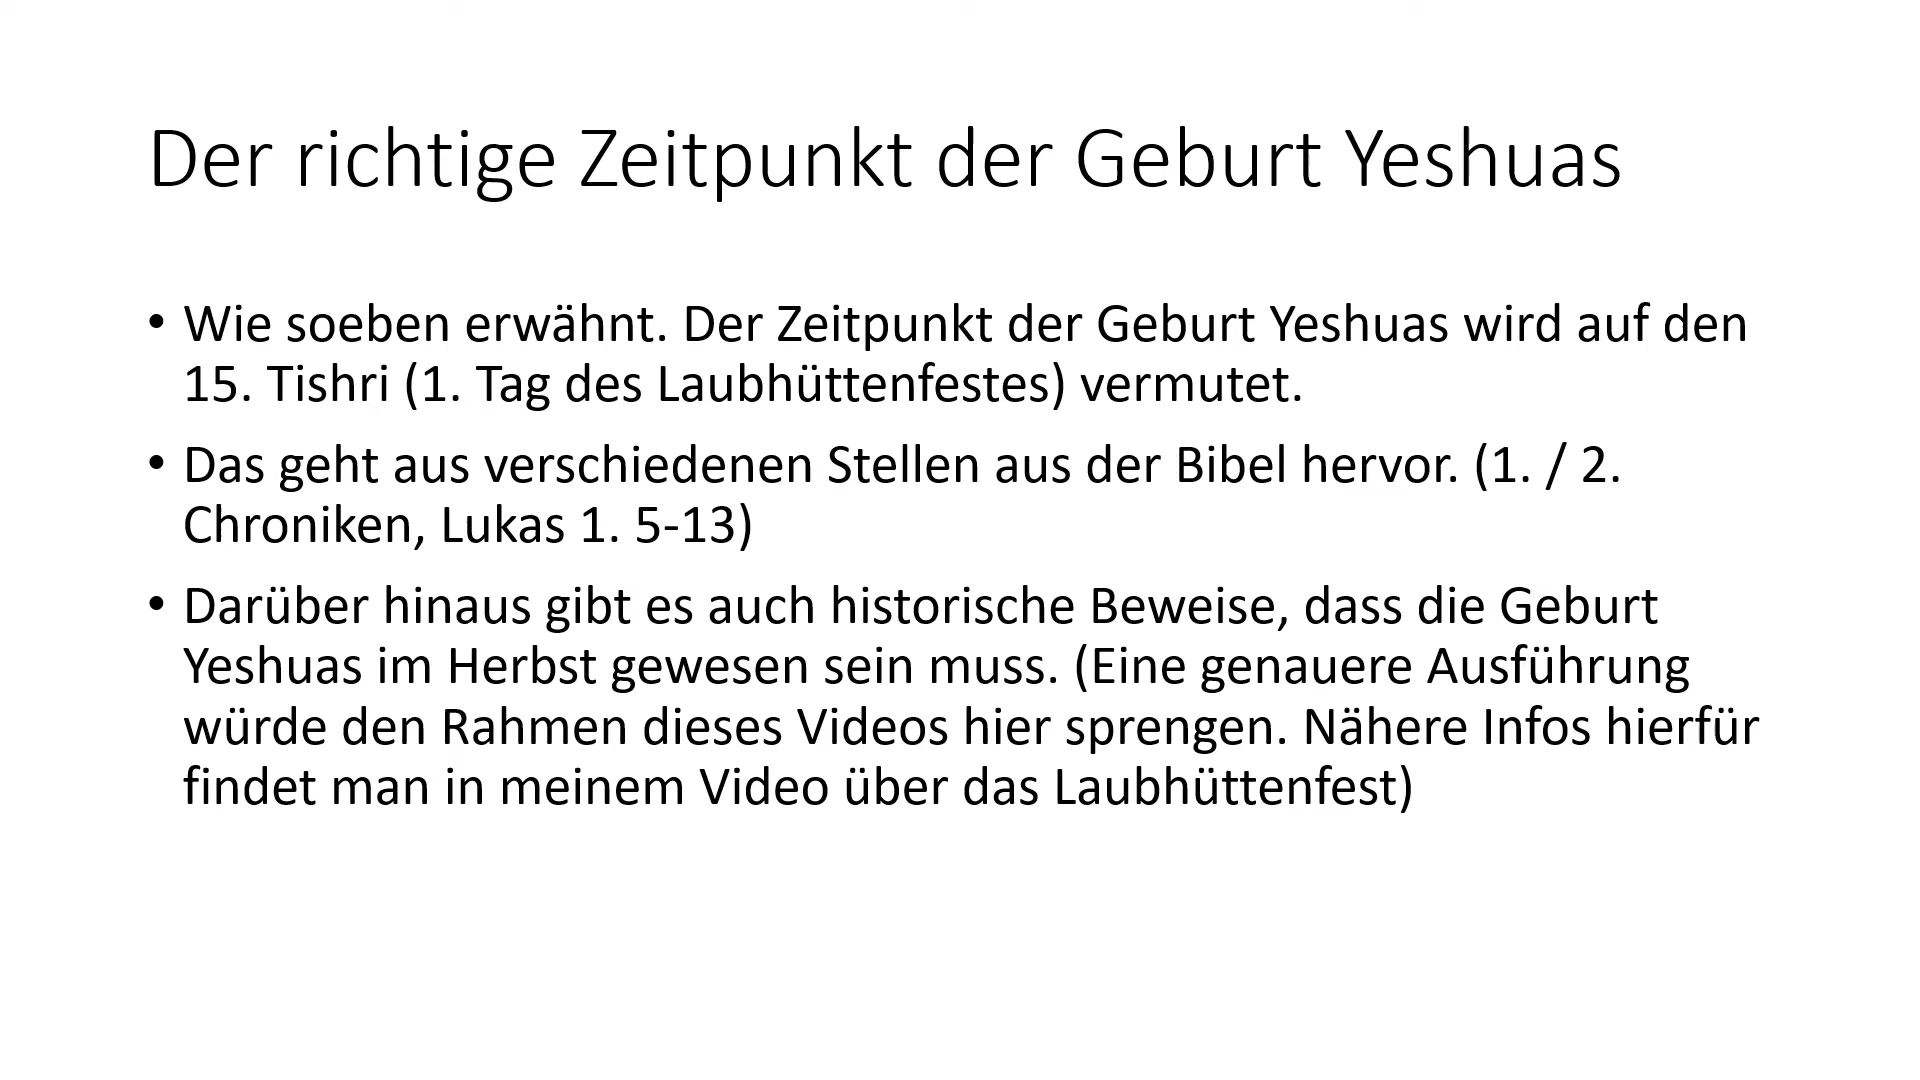 Der richtige Zeitpunkt der Geburt Yeshuas
• Wie soeben erwähnt. Der Zeitpunkt der Geburt Yeshuas wird auf den
15. Tishri (1. Tag des Laubhüttenfestes) vermutet.
• Das geht aus verschiedenen Stellen aus der Bibel hervor. (1. / 2.
Chroniken, Lukas 1. 5-13)
• Darüber hinaus gibt es auch historische Beweise, dass die Geburt
Yeshuas im Herbst gewesen sein muss. (Eine genauere Ausführung
würde den Rahmen dieses Videos hier sprengen. Nähere Infos hierfür
findet man in meinem Video über das Laubhüttenfest)